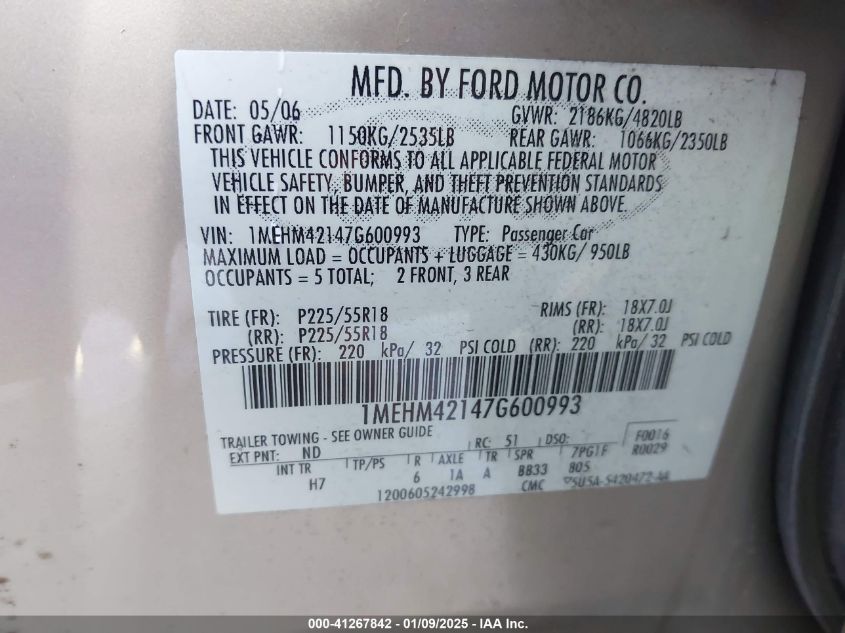 MFD. BY FORD MOTOR CO.
DATE: 05/06 GVWR: 2186KG/4820LB
FRONT GAWR: 1150KG/2535LB REAR GAWR: 1066KG/2350LB
THIS VEHICLE CONFORMS TO ALL APPLICABLE FEDERAL MOTOR
VEHICLE SAFETY, BUMPER, AND THEFT PREVENTION STANDARDS
IN EFFECT ON THE DATE OF MANUFACTURE SHOWN ABOVE.
VIN: 1MEHM42147G600993 TYPE: Passenger Car
MAXIMUM LOAD = OCCUPANTS + LUGGAGE = 430KG/ 950LB
OCCUPANTS = 5 TOTAL; 2 FRONT, 3 REAR
TIRE (FR): P225/55R18 RIMS (FR): 18X7.0J
(RR): P225/55R18 (RR): 18X7.0J
PRESSURE (FR): 220 kPa/ 32 PSI COLD (RR): 220 kPa/ 32 PSI COLD
1MEHM42147G600993
TRAILER TOWING - SEE OWNER GUIDE
EXT PNT: ND RC: 51 DSO: F0016
R0029
INT TR TP/PS R AXLE TR SPR 7PG1F
H7 6 1A A BB33 805
1200605242998 CMC 5U5A-5420472-AA
000-41267842 - 01/09/2025 - IAAI Copart, Inc.